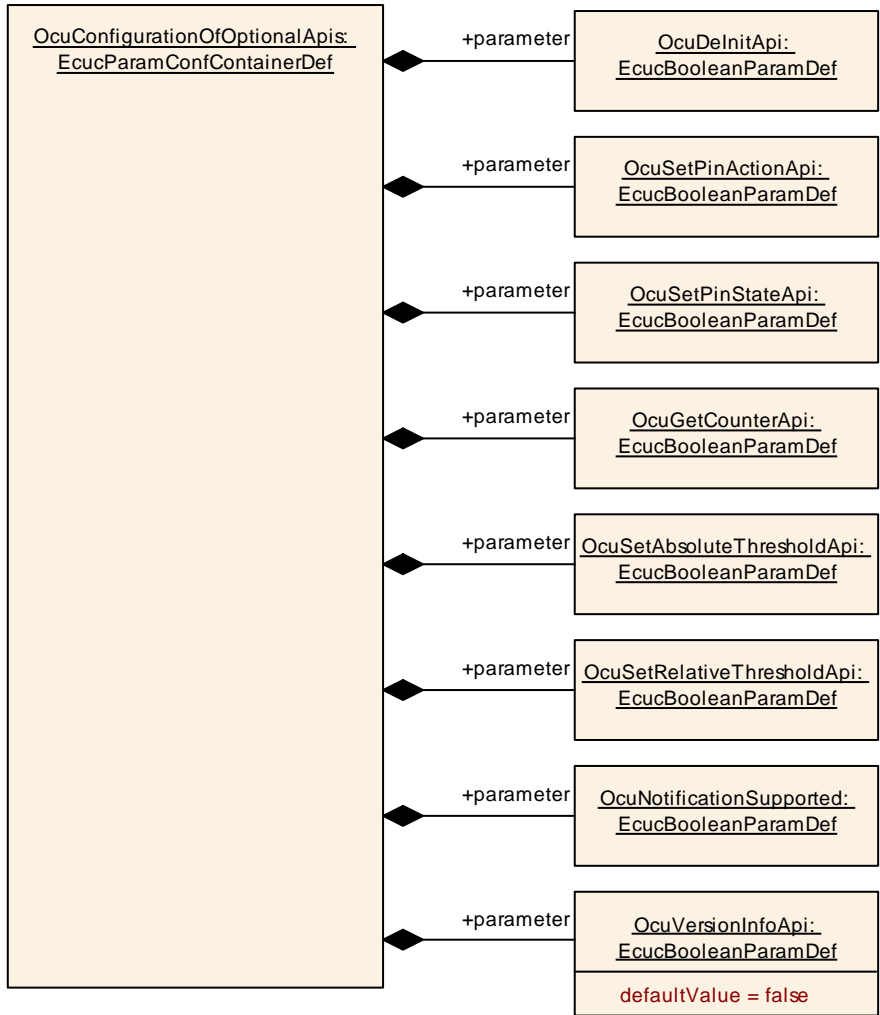 OcuConfigurationOfOptionalApis:
EcucParamConfContainerDef
+parameter
OcuDeInitApi:
EcucBooleanParamDef
+parameter
OcuSetPinActionApi:
EcucBooleanParamDef
+parameter
OcuSetPinStateApi:
EcucBooleanParamDef
+parameter
OcuGetCounterApi:
EcucBooleanParamDef
+parameter
OcuSetAbsoluteThresholdApi:
EcucBooleanParamDef
+parameter
OcuSetRelativeThresholdApi:
EcucBooleanParamDef
+parameter
OcuNotificationSupported:
EcucBooleanParamDef
+parameter
OcuVersionInfoApi:
EcucBooleanParamDef
defaultValue = false